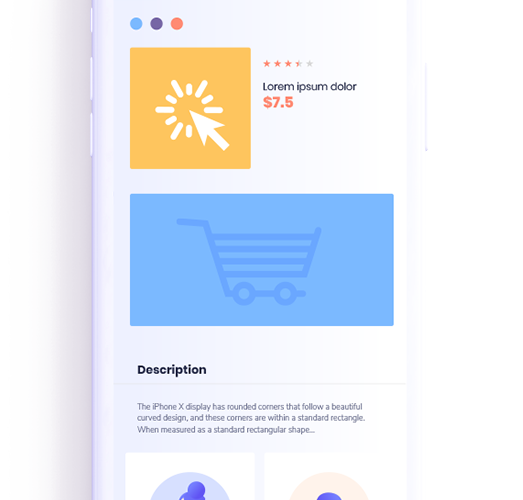 Lorem ipsum dolor
$7.5
Description
The iPhone X display has rounded corners that follow a beautiful
curved design, and these corners are within a standard rectangle.
When measured as a standard rectangular shape...